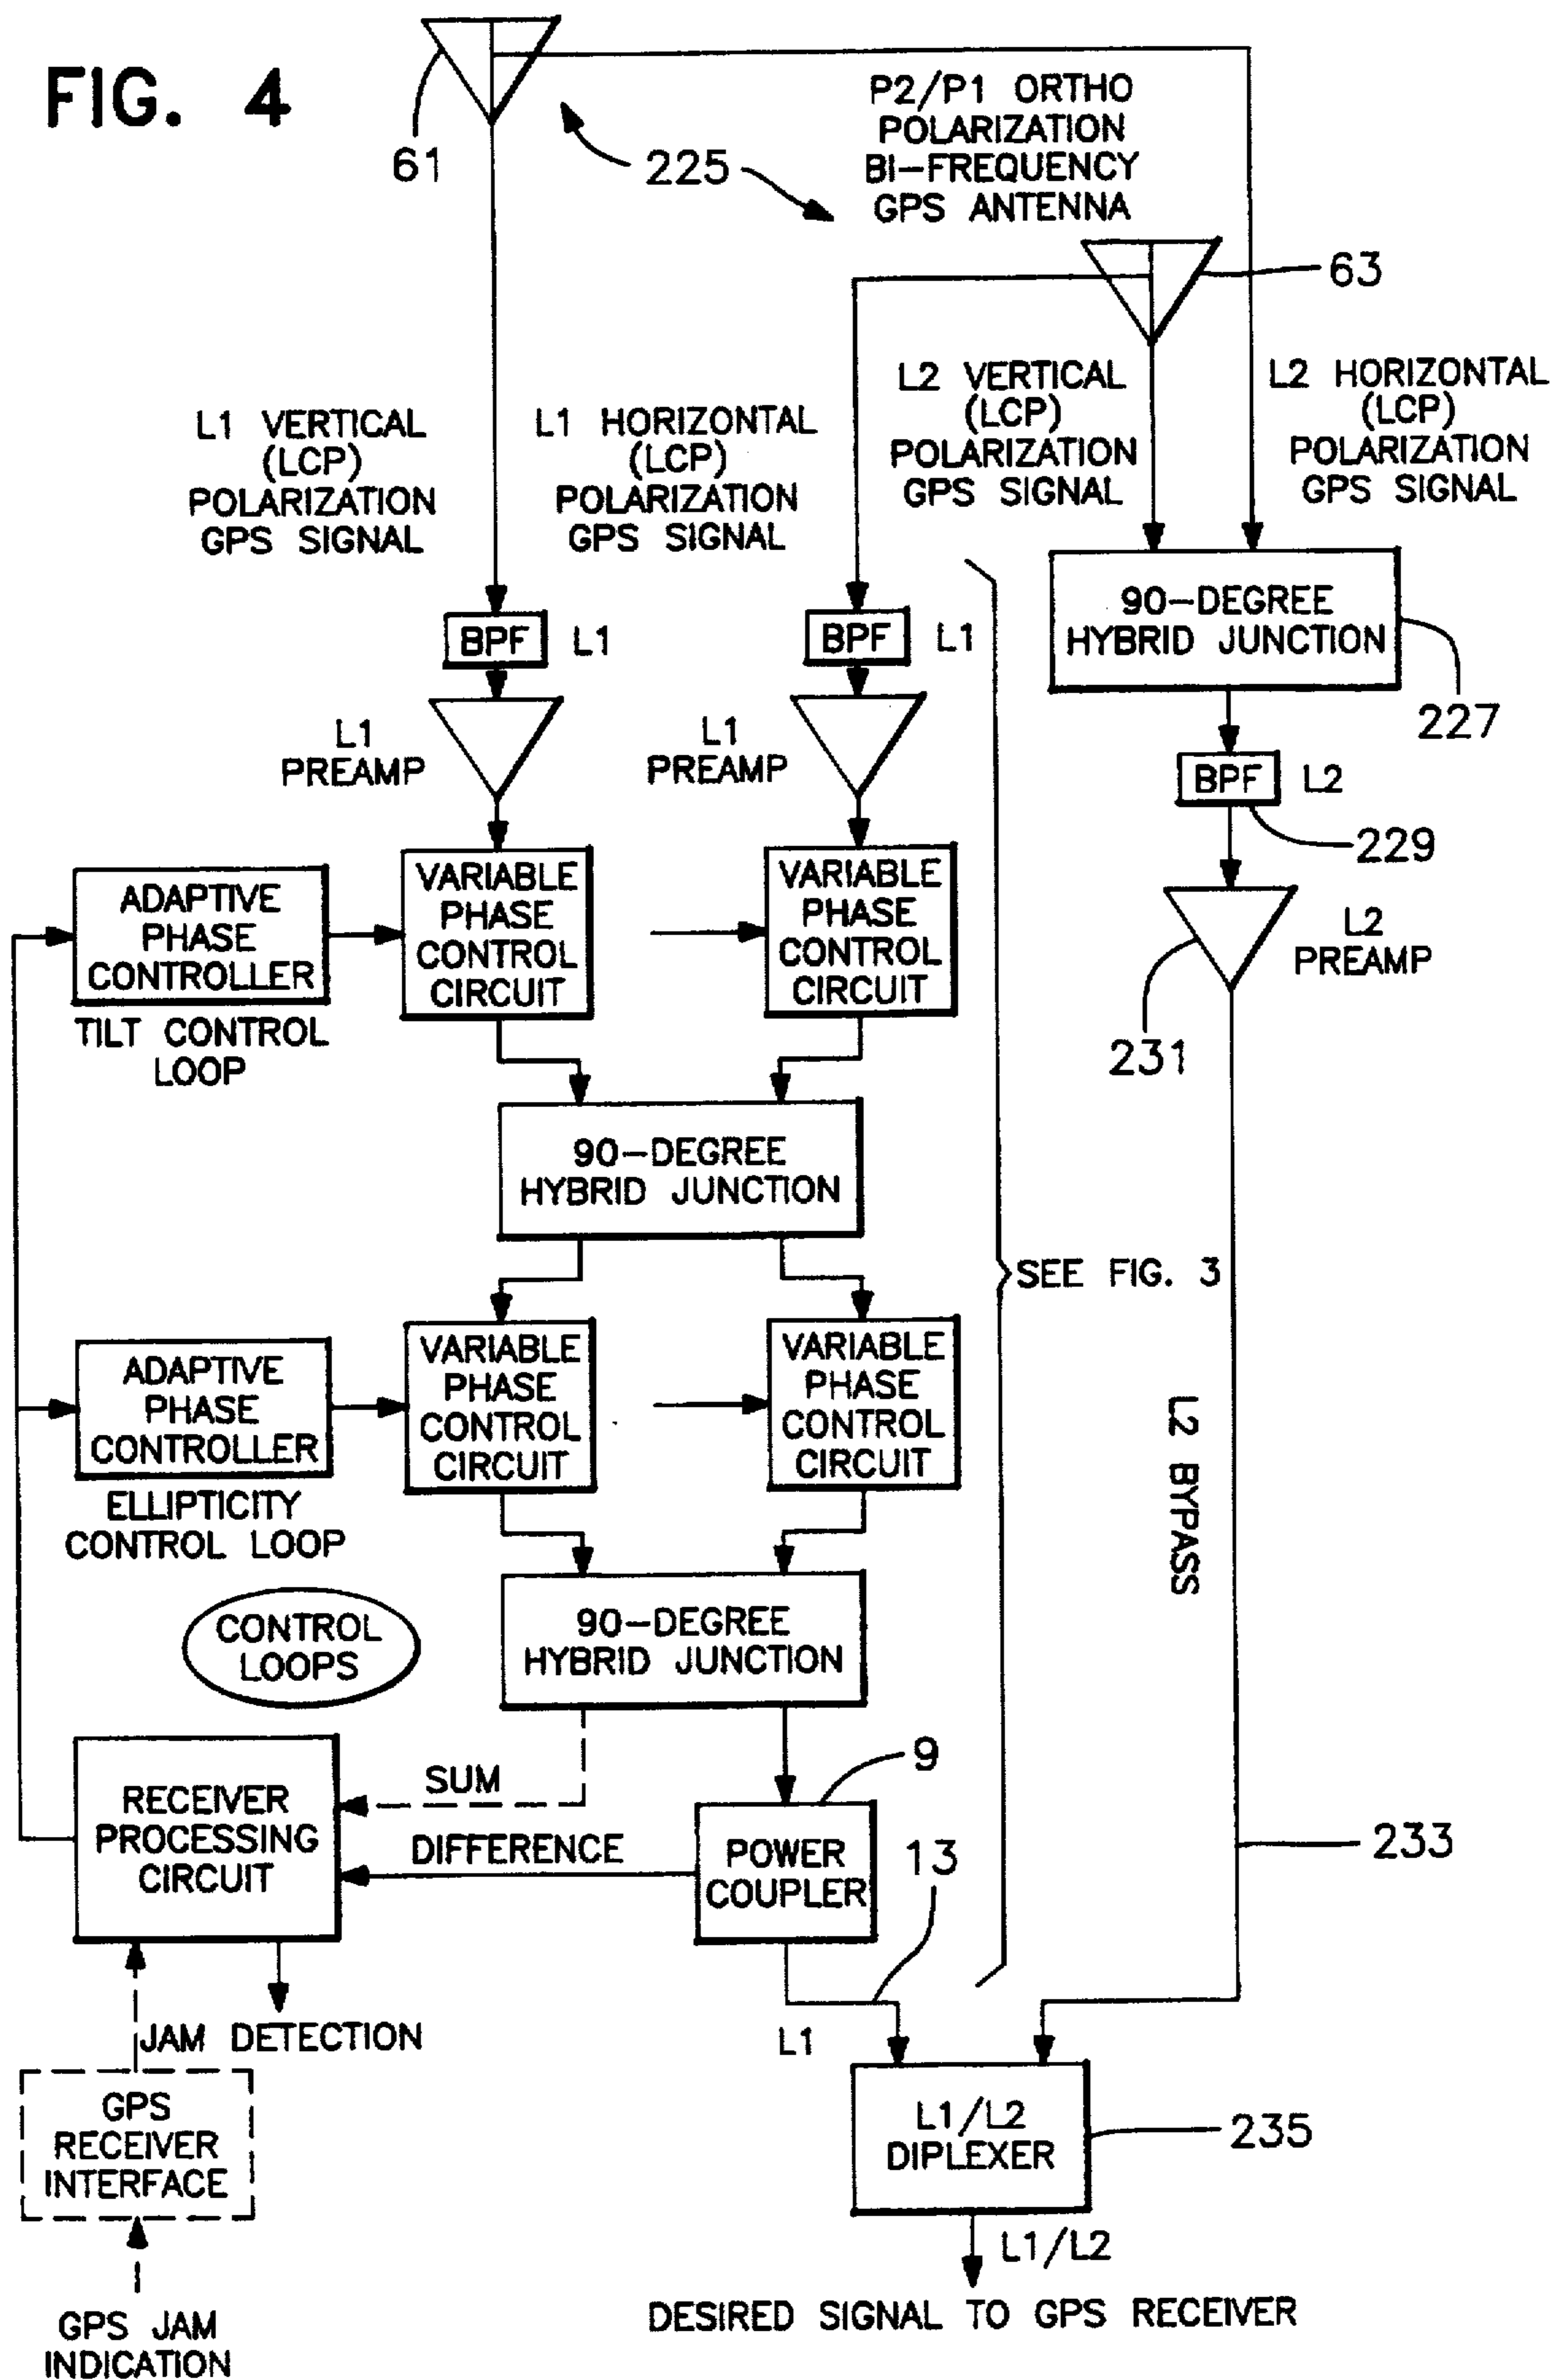 FIG. 4
61
225
P2/P1 ORTHO
POLARIZATION
BI-FREQUENCY
GPS ANTENNA
63
L1 VERTICAL
(LCP)
POLARIZATION
GPS SIGNAL
L1 HORIZONTAL
(LCP)
POLARIZATION
GPS SIGNAL
L2 VERTICAL
(LCP)
POLARIZATION
GPS SIGNAL
L2 HORIZONTAL
(LCP)
POLARIZATION
GPS SIGNAL
90-DEGREE
HYBRID JUNCTION
227
BPF
L1
BPF
L1
L1
PREAMP
L1
PREAMP
BPF
L2
229
L2
PREAMP
231
ADAPTIVE
PHASE
CONTROLLER
TILT CONTROL
LOOP
VARIABLE
PHASE
CONTROL
CIRCUIT
VARIABLE
PHASE
CONTROL
CIRCUIT
90-DEGREE
HYBRID JUNCTION
SEE FIG. 3
ADAPTIVE
PHASE
CONTROLLER
ELLIPTICITY
CONTROL LOOP
VARIABLE
PHASE
CONTROL
CIRCUIT
VARIABLE
PHASE
CONTROL
CIRCUIT
L2 BYPASS
CONTROL
LOOPS
90-DEGREE
HYBRID JUNCTION
RECEIVER
PROCESSING
CIRCUIT
SUM
DIFFERENCE
9
POWER
COUPLER
13
233
JAM DETECTION
L1
GPS
RECEIVER
INTERFACE
L1/L2
DIPLEXER
235
L1/L2
GPS JAM
INDICATION
DESIRED SIGNAL TO GPS RECEIVER